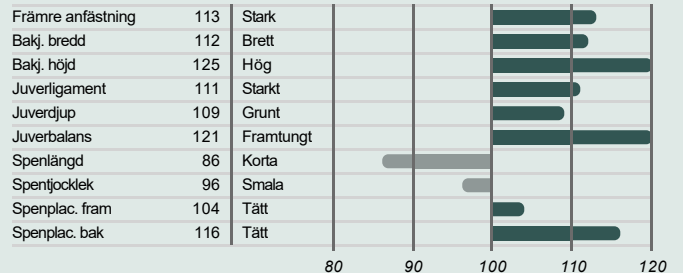 Främre anfästning 113 Stark
Bakj. bredd 112 Brett
Bakj. höjd 125 Hög
Juverligament 111 Starkt
Juverdjup 109 Grunt
Juverbalans 121 Framtungt
Spenlängd 86 Korta
Spentjocklek 96 Smala
Spenplac. fram 104 Tätt
Spenplac. bak 116 Tätt
80 90 100 110 120